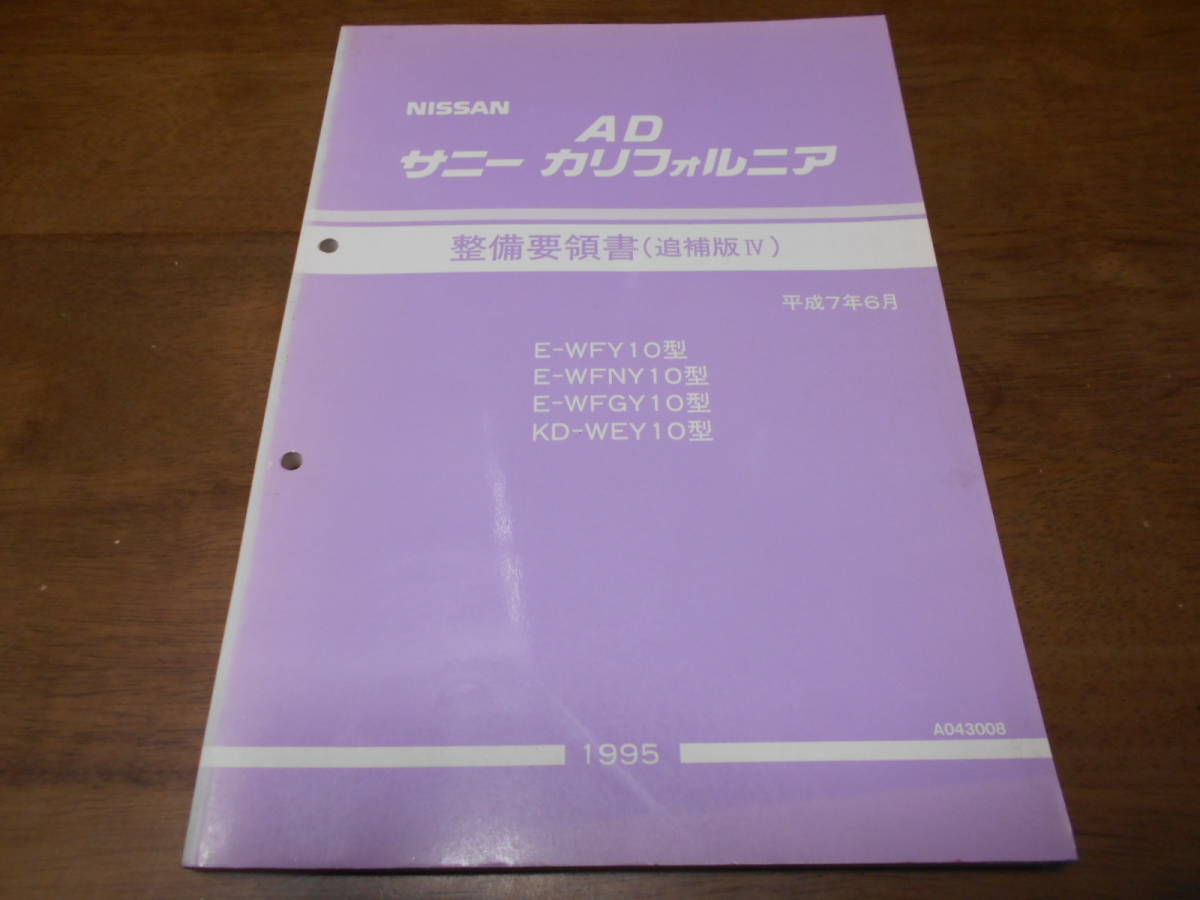 NISSAN
AD
サニー カリフォルニア
整備要領書(追補版Ⅳ)
平成7年6月
E-WFY10型
E-WFNY10型
E-WFGY10型
KD-WEY10型
A043008
1995